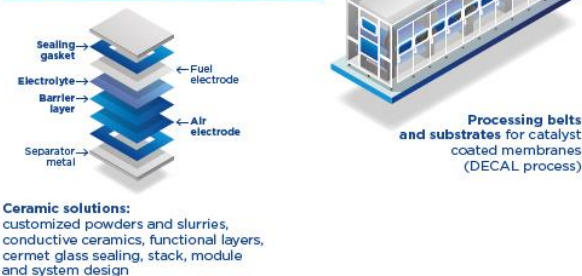 Sealing
gasket
Fuel
electrode
Electrolyte
Barrier
layer
Air
electrode
Separator
metal
Ceramic solutions:
customized powders and slurries,
conductive ceramics, functional layers,
cermet glass sealing, stack, module
and system design
Processing belts
and substrates for catalyst
coated membranes
(DECAL process)